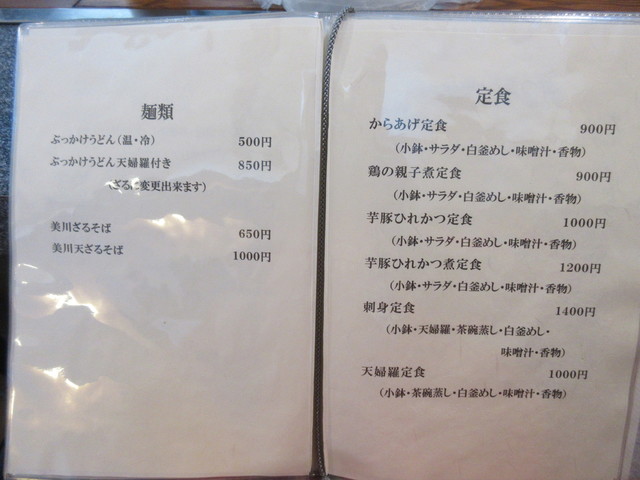 麺類
ぶっかけうどん(温・冷) 500円
ぶっかけうどん天婦羅付き 850円
(ざるに変更出来ます)
美川ざるそば 650円
美川天ざるそば 1000円
定食
からあげ定食 900円
(小鉢・サラダ・白釜めし・味噌汁・香物)
鶏の親子煮定食 900円
(小鉢・サラダ・白釜めし・味噌汁・香物)
芋豚ひれかつ定食 1000円
(小鉢・サラダ・白釜めし・味噌汁・香物)
芋豚ひれかつ煮定食 1200円
(小鉢・サラダ・白釜めし・味噌汁・香物)
刺身定食 1400円
(小鉢・天婦羅・茶碗蒸し・白釜めし・
味噌汁・香物)
天婦羅定食 1000円
(小鉢・茶碗蒸し・白釜めし・味噌汁・香物)